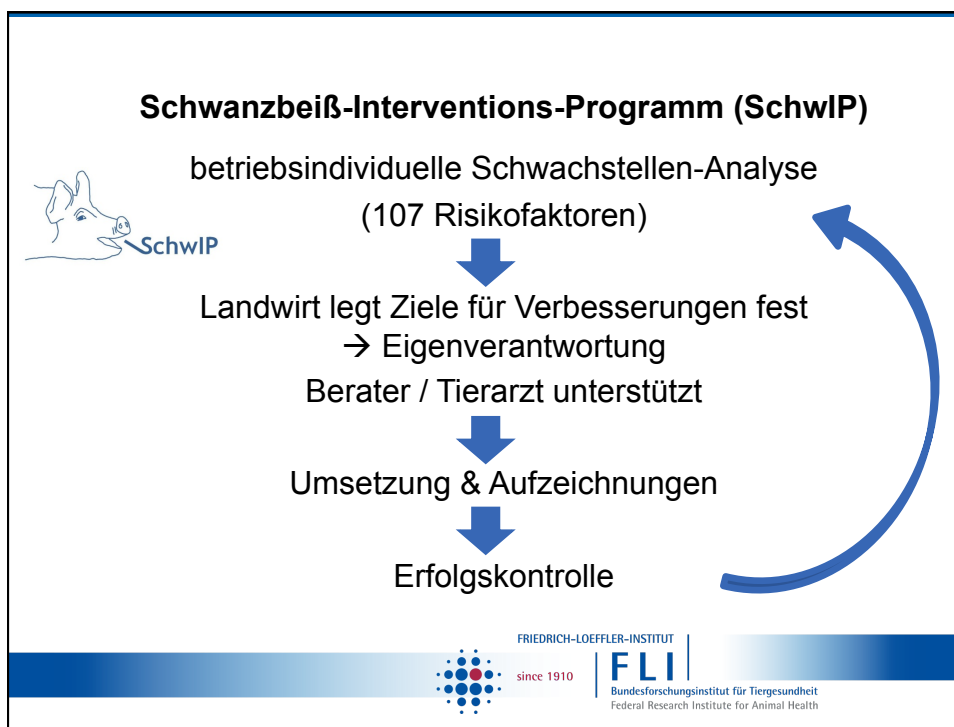 Schwanzbeiß-Interventions-Programm (SchwIP)
betriebsindividuelle Schwachstellen-Analyse
(107 Risikofaktoren)
SchwIP
Landwirt legt Ziele für Verbesserungen fest
→ Eigenverantwortung
Berater / Tierarzt unterstützt
Umsetzung & Aufzeichnungen
Erfolgskontrolle
FRIEDRICH-LOEFFLER-INSTITUT
since 1910
FLI
Bundesforschungsinstitut für Tiergesundheit
Federal Research Institute for Animal Health